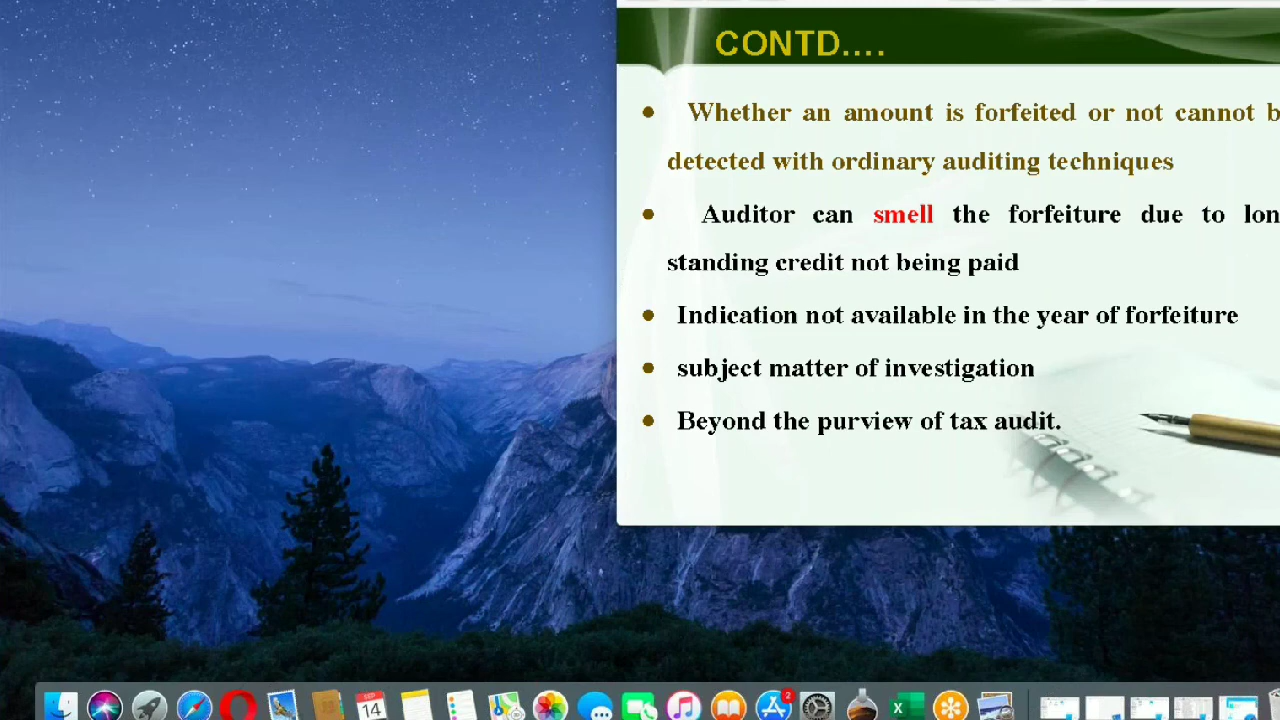 CONTD....
Whether an amount is forfeited or not cannot
detected with ordinary auditing techniques
Auditor can smell the forfeiture due to
standing credit not being paid
Indication not available in the year of forfeiture
subject matter of investigation
Beyond the purview of tax audit.
SEP
14
2